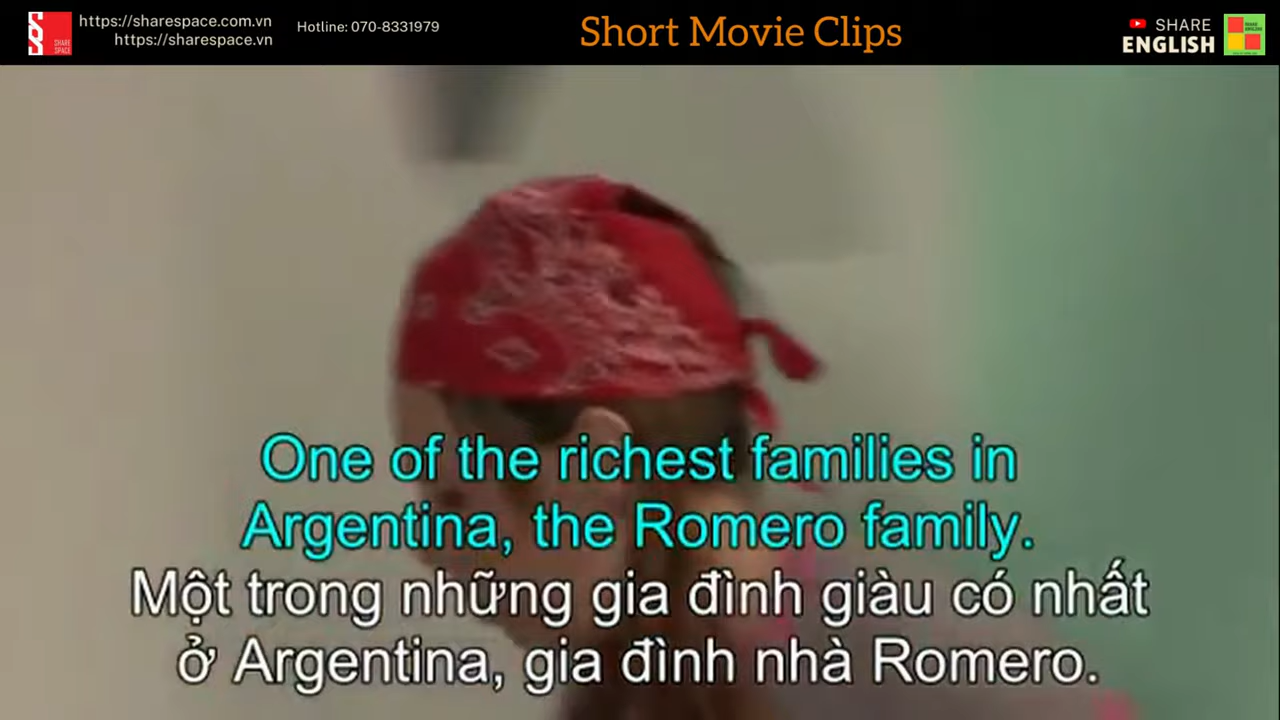 https://sharespace.com.vn
https://sharespace.vn
Hotline: 070-8331979
Short Movie Clips
SHARE
ENGLISH
SHARE
SPACE
One of the richest families in
Argentina, the Romero family.
Một trong những gia đình giàu có nhất
ở Argentina, gia đình nhà Romero.